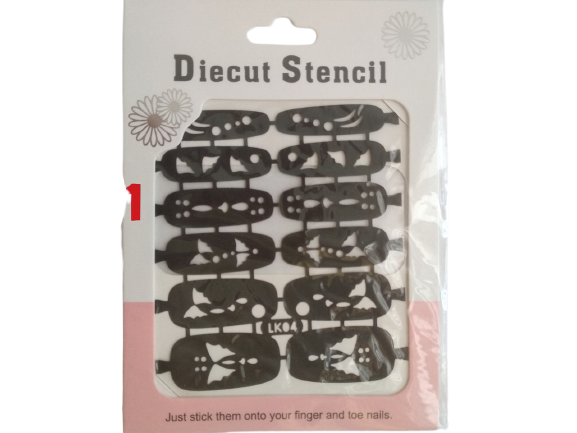 Diecut Stencil
1
LK04
Just stick them onto your finger and toe nails.